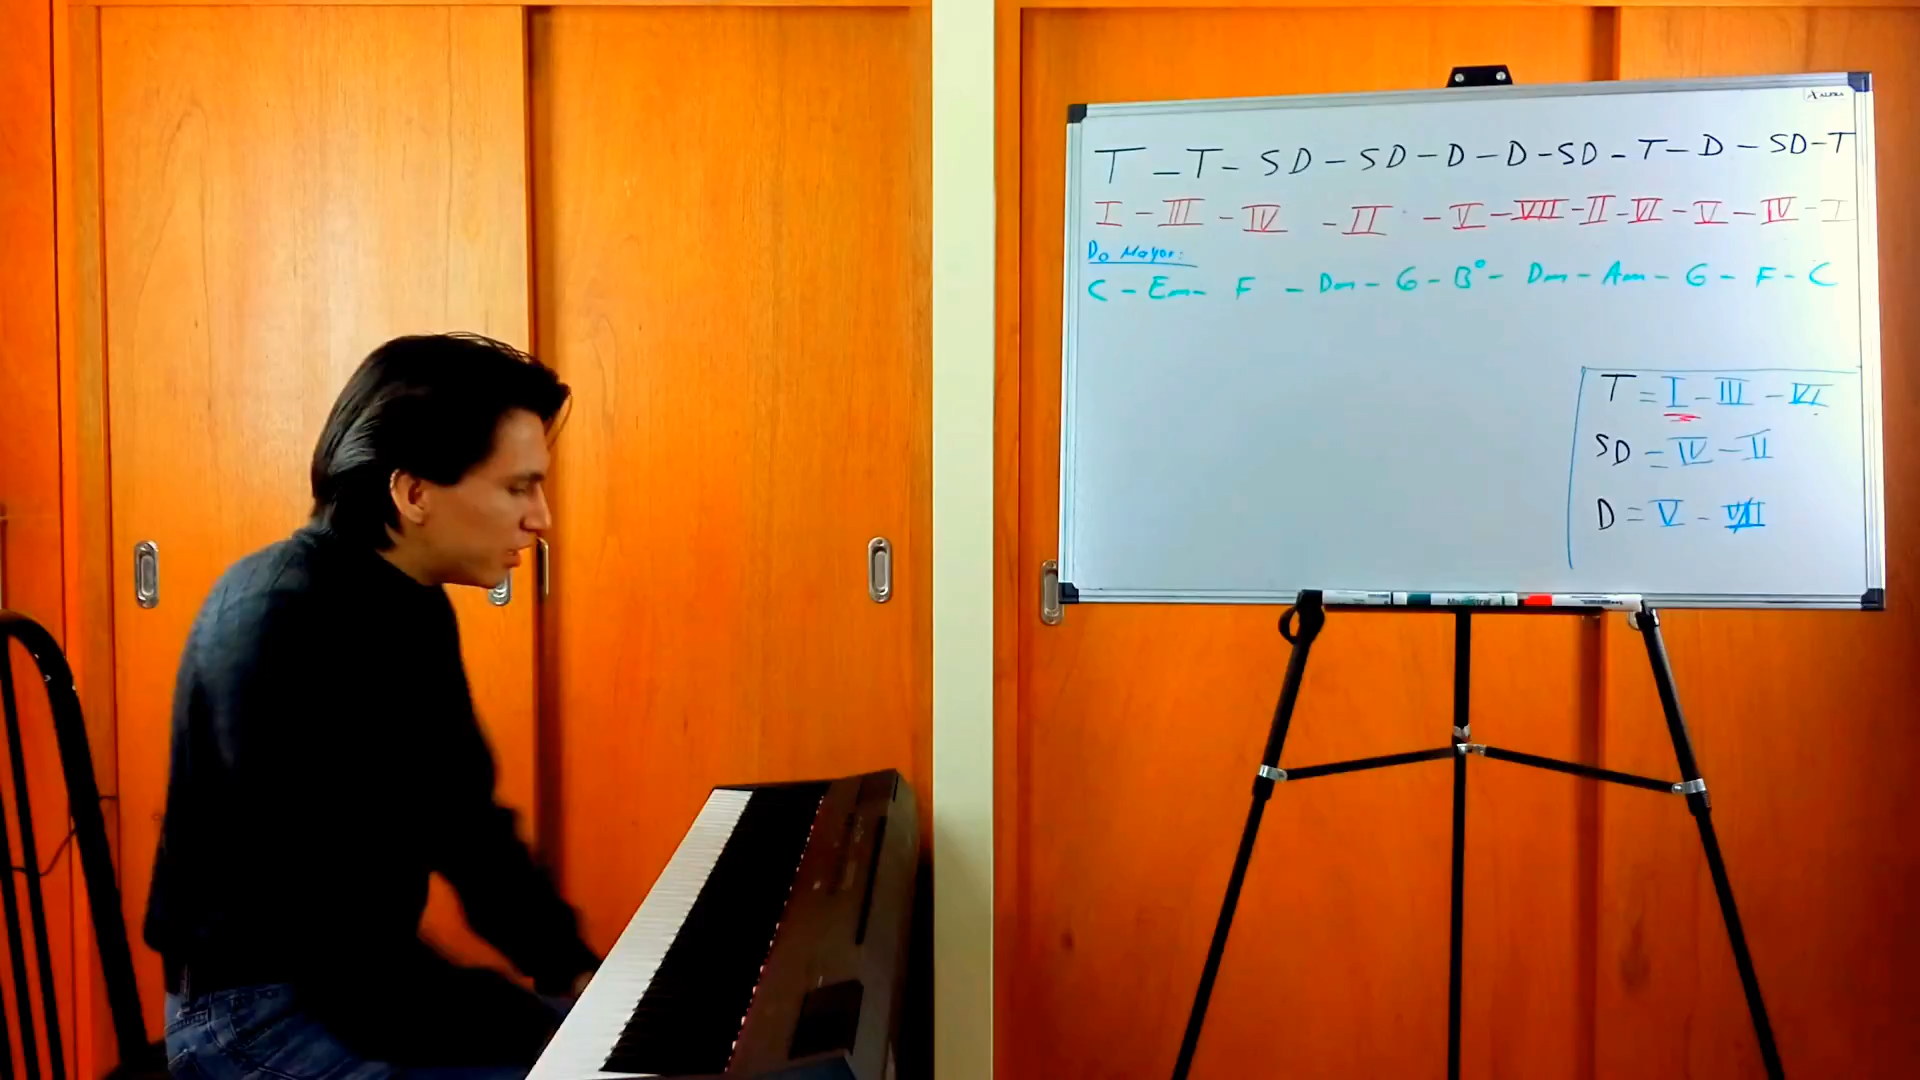 T - T - SD - SD - D - D - SD - T - D - SD - T
I - III - IV - II - V - VII - II - VI - V - IV - I
Do Mayor:
C - Em - F - Dm - G - B° - Dm - Am - G - F - C
T = I - III - VI
SD = IV - II
D = V - VII